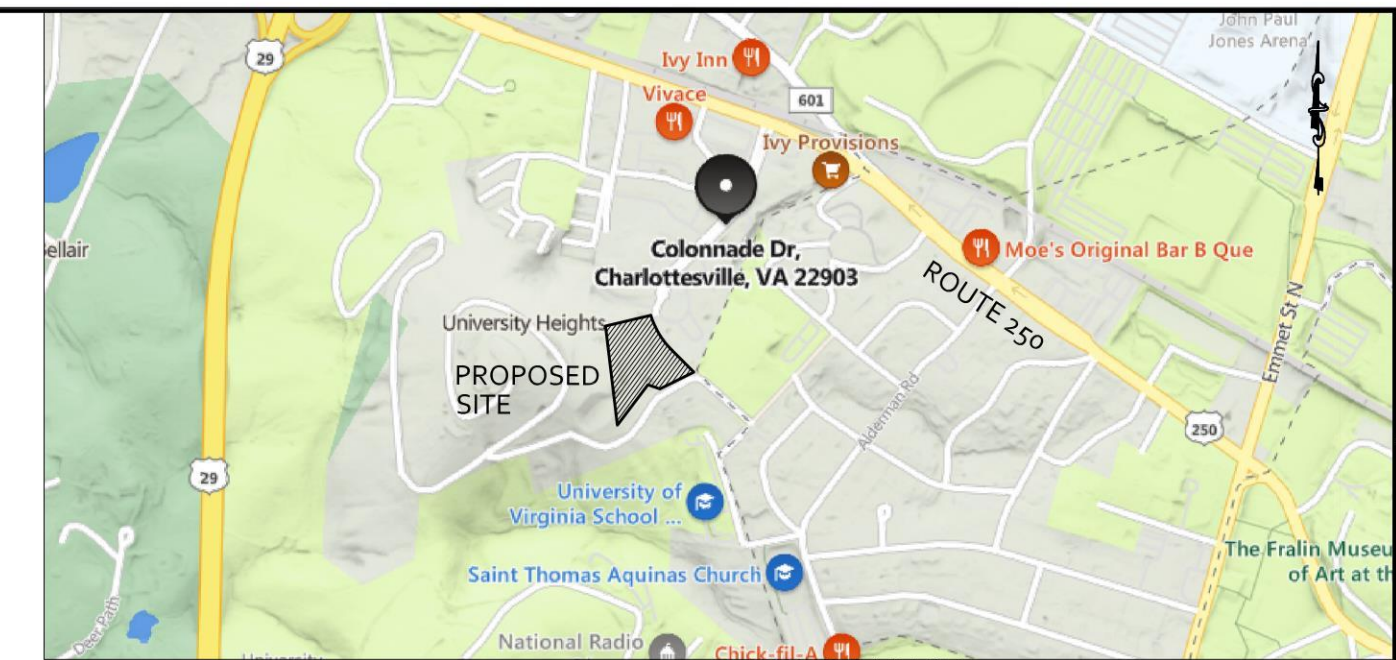 John Paul
Jones Arena
29
Ivy Inn
Vivace
601
Ivy Provisions
ellair
Colonnade Dr,
Charlottesville, VA 22903
Moe's Original Bar B Que
ROUTE 250
University Heights
PROPOSED
SITE
Emmet St N
Alderman Rd
250
29
University of
Virginia School ...
Saint Thomas Aquinas Church
The Fralin Museu
of Art at th
Deer Path
National Radio
Chick-fil-A
University